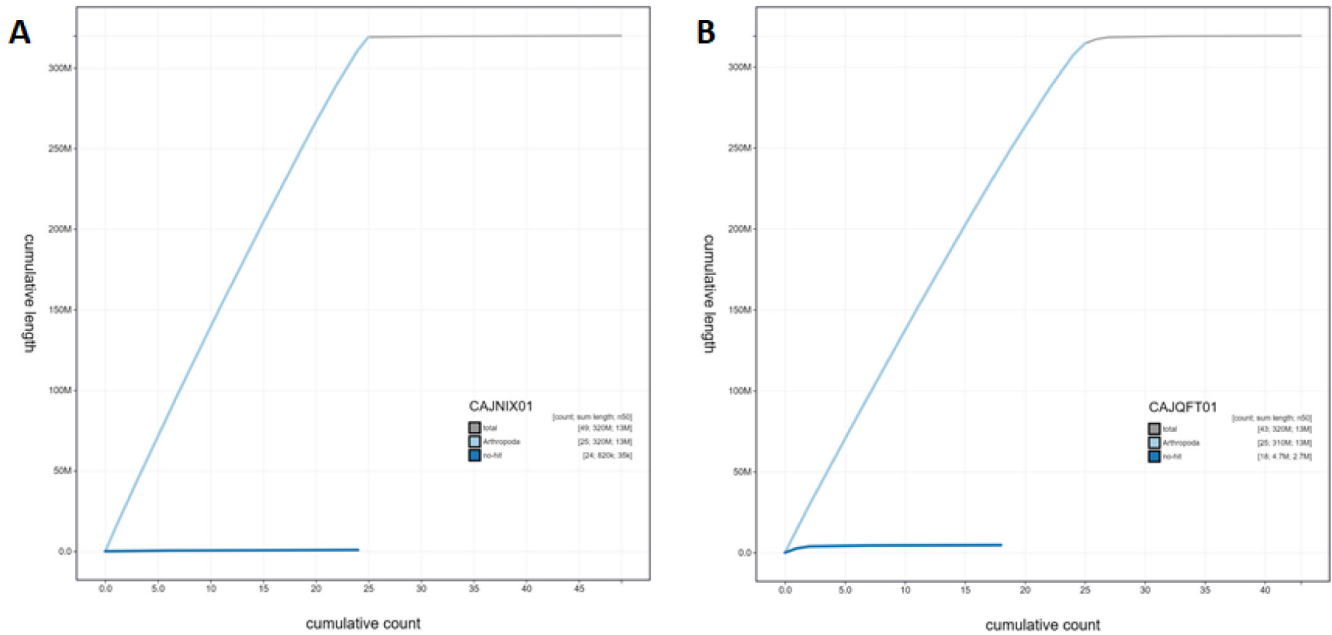 A
300M
250M
200M
150M
100M
50M
0.0
cumulative length
CAJNIX01
[count; sum length; n50]
total [49; 320M; 13M]
Arthropoda [25; 320M; 13M]
no-hit [24; 820k; 35k]
0.0 5.0 10 15 20 25 30 35 40 45
cumulative count
B
300M
250M
200M
150M
100M
50M
0.0
cumulative length
CAJQFT01
[count; sum length; n50]
total [43; 320M; 13M]
Arthropoda [25; 310M; 13M]
no-hit [18; 4.7M; 2.7M]
0.0 5.0 10 15 20 25 30 35 40
cumulative count